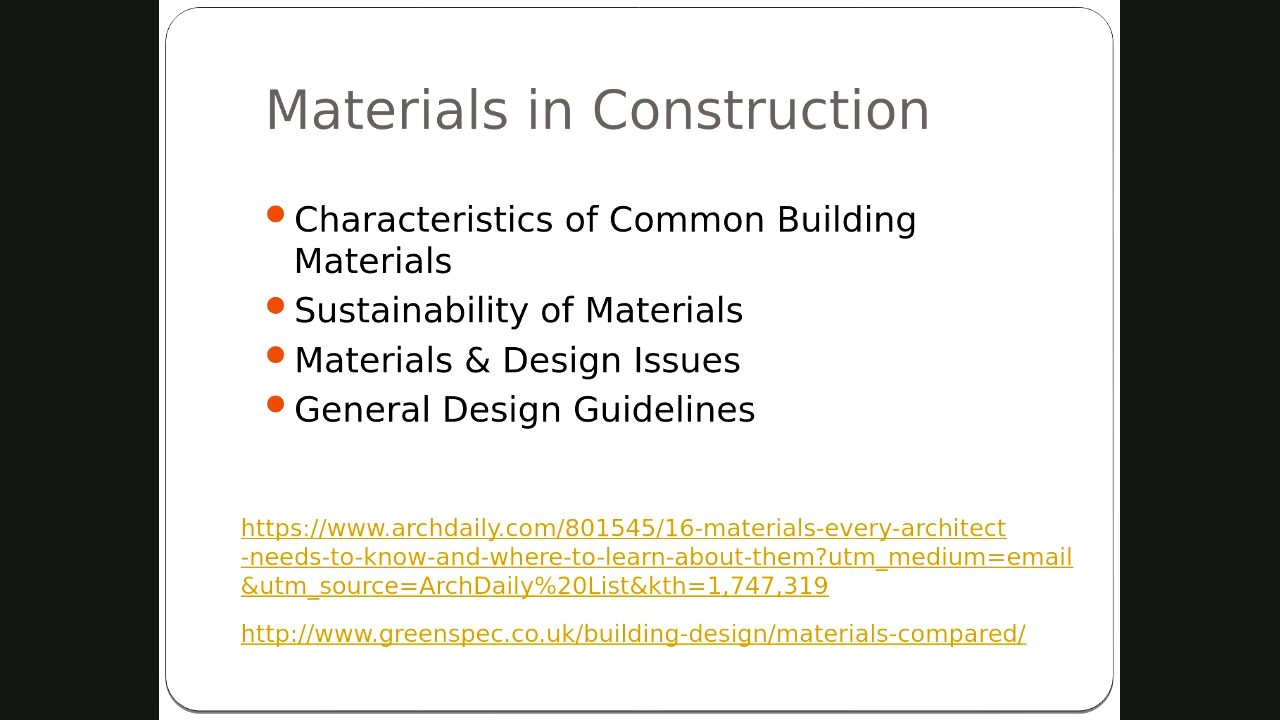 Materials in Construction
Characteristics of Common Building
Materials
Sustainability of Materials
Materials & Design Issues
General Design Guidelines
https://www.archdaily.com/801545/16-materials-every-architect
-needs-to-know-and-where-to-learn-about-them?utm_medium=email
&utm_source=ArchDaily%20List&kth=1,747,319
http://www.greenspec.co.uk/building-design/materials-compared/